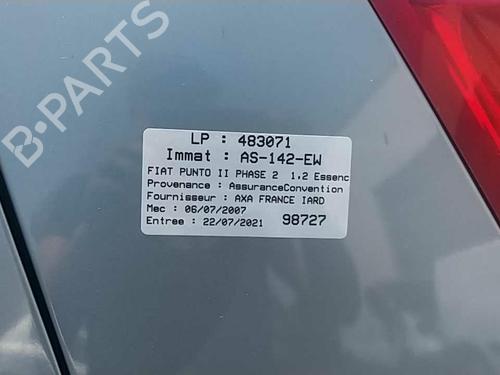 B-PARTS
LP : 483071
Immat : AS-142-EW
FIAT PUNTO II PHASE 2 1.2 Essenc
Provenance : AssuranceConvention
Fournisseur : AXA FRANCE IARD
Mec : 06/07/2007
Entree : 22/07/2021 98727